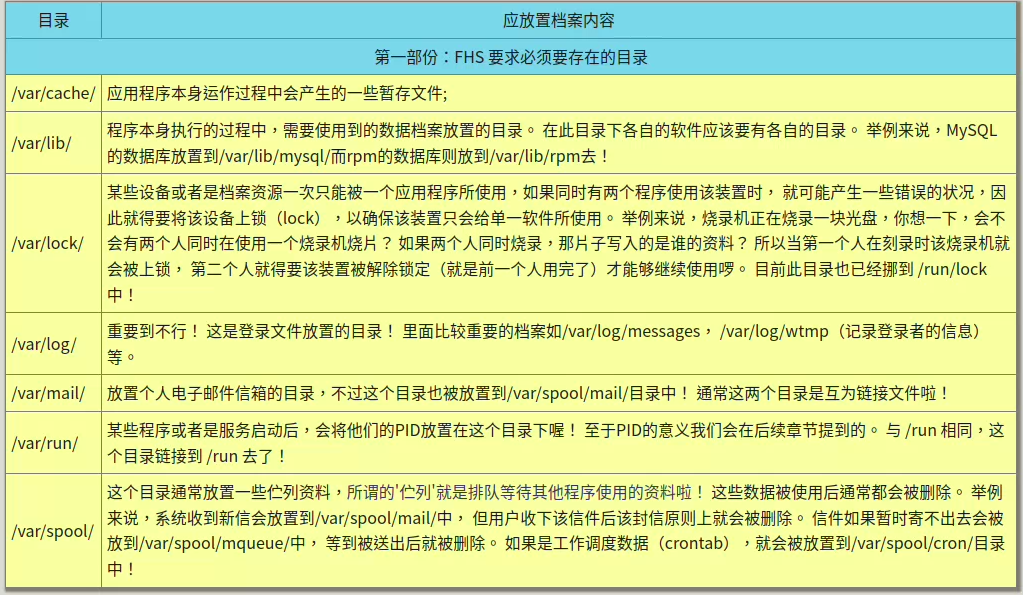 目录 应放置档案内容
第一部份：FHS 要求必须要存在的目录
/var/cache/ 应用程序本身运作过程中会产生的一些暂存文件;
/var/lib/ 程序本身执行的过程中，需要使用到的数据档案放置的目录。 在此目录下各自的软件应该要有各自的目录。 举例来说，MySQL
的数据库放置到/var/lib/mysql/而rpm的数据库则放到/var/lib/rpm去！
/var/lock/ 某些设备或者是档案资源一次只能被一个应用程序所使用，如果同时有两个程序使用该装置时， 就可能产生一些错误的状况，因
此就得要将该设备上锁（lock），以确保该装置只会给单一软件所使用。 举例来说，烧录机正在烧录一块光盘，你想一下，会不
会有两个人同时在使用一个烧录机烧片？ 如果两个人同时烧录，那片子写入的是谁的资料？ 所以当第一个人在刻录时该烧录机就
会被上锁， 第二个人就得要该装置被解除锁定（就是前一个人用完了）才能够继续使用啰。 目前此目录也已经挪到 /run/lock
中！
/var/log/ 重要到不行！ 这是登录文件放置的目录！ 里面比较重要的档案如/var/log/messages， /var/log/wtmp（记录登录者的信息）
等。
/var/mail/ 放置个人电子邮件信箱的目录，不过这个目录也被放置到/var/spool/mail/目录中！ 通常这两个目录是互为链接文件啦！
/var/run/ 某些程序或者是服务启动后，会将他们的PID放置在这个目录下喔！ 至于PID的意义我们会在后续章节提到的。 与 /run 相同，这
个目录链接到 /run 去了！
/var/spool/ 这个目录通常放置一些伫列资料，所谓的'伫列'就是排队等待其他程序使用的资料啦！ 这些数据被使用后通常都会被删除。 举例
来说，系统收到新信会放置到/var/spool/mail/中， 但用户收下该信件后该封信原则上就会被删除。 信件如果暂时寄不出去会被
放到/var/spool/mqueue/中， 等到被送出后就被删除。 如果是工作调度数据（crontab），就会被放置到/var/spool/cron/目录
中！